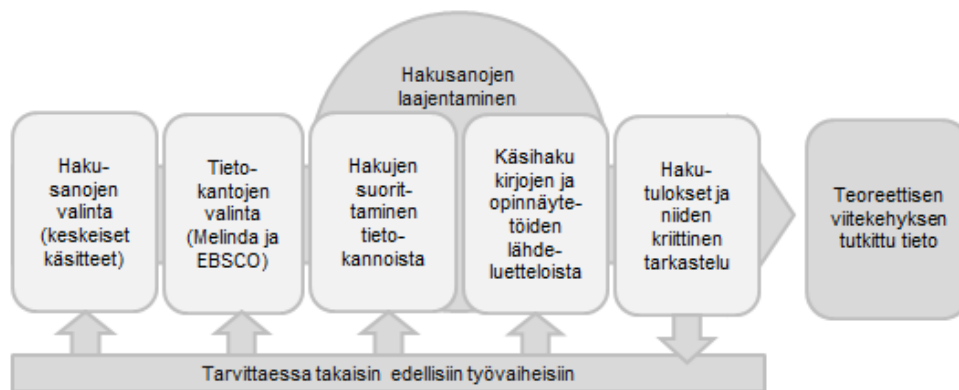 Hakusanojen
laajentaminen
Haku-
sanojen
valinta
(keskeiset
käsitteet)
Tieto-
kantojen
valinta
(Melinda ja
EBSCO)
Hakujen
suorit-
taminen
tieto-
kannoista
Käsihaku
kirjojen ja
opinnäyte-
töiden
lähde-
luetteloista
Haku-
tulokset ja
niiden
kriittinen
tarkastelu
Teoreettisen
viitekehyksen
tutkittu tieto
Tarvittaessa takaisin edellisiin työvaiheisiin